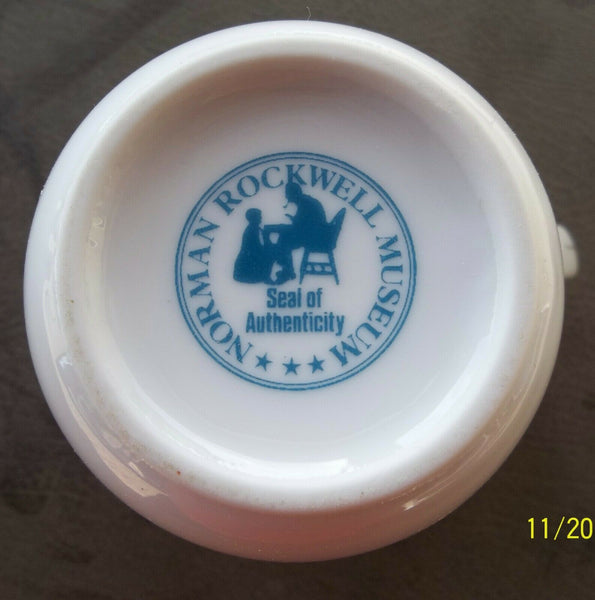 NORMAN ROCKWELL MUSEUM
Seal of
Authenticity
11/20